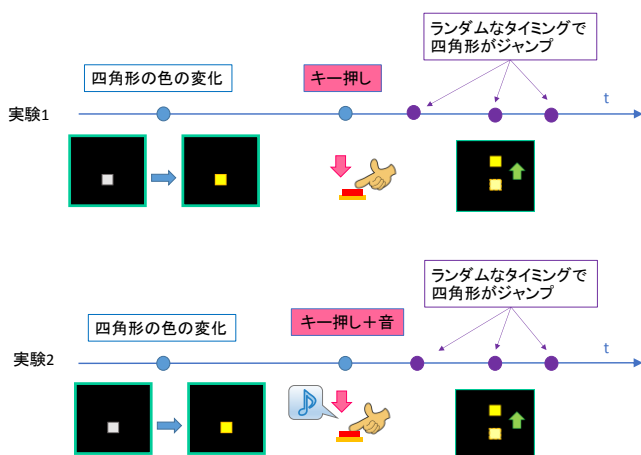 ランダムなタイミングで
四角形がジャンプ
四角形の色の変化
キー押し
t
実験1
ランダムなタイミングで
四角形がジャンプ
四角形の色の変化
キー押し＋音
t
実験2